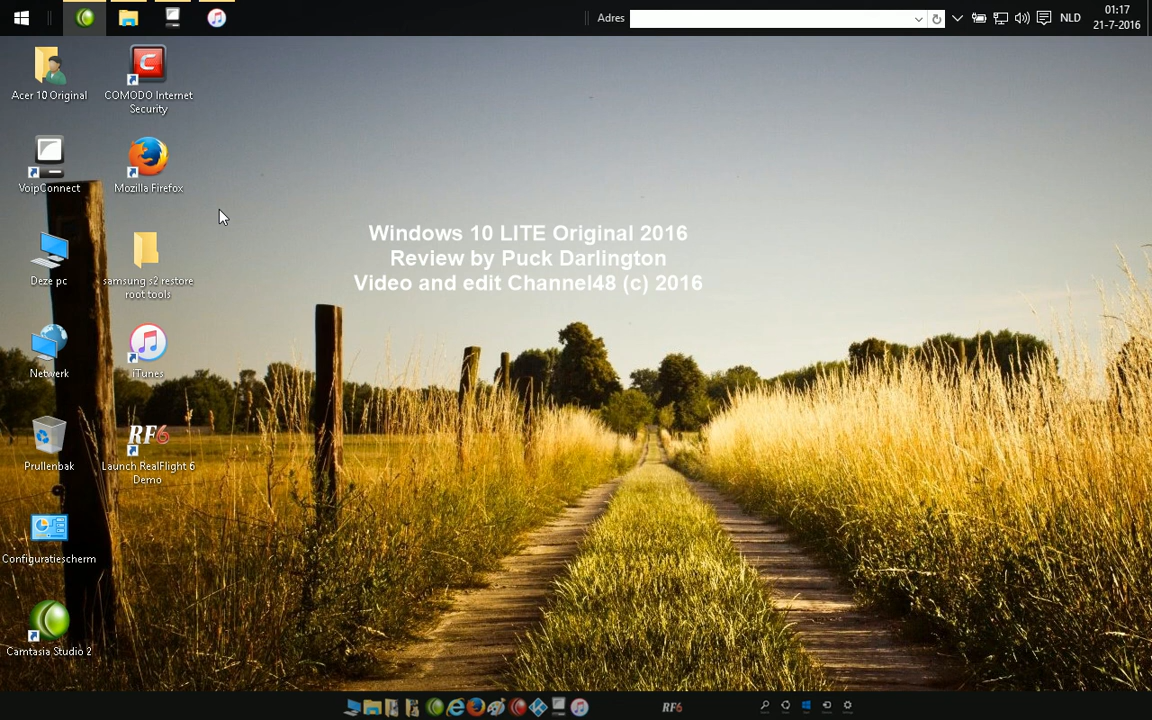 Adres
NLD
01:17
21-7-2016
Acer 10 Original
COMODO Internet
Security
VoipConnect
Mozilla Firefox
Windows 10 LITE Original 2016
Review by Puck Darlington
Video and edit Channel48 (c) 2016
Deze pc
samsung s2 restore
root tools
Netwerk
iTunes
RF6
Prullenbak
Launch RealFlight 6
Demo
Configuratiescherm
Camtasia Studio 2
RF6